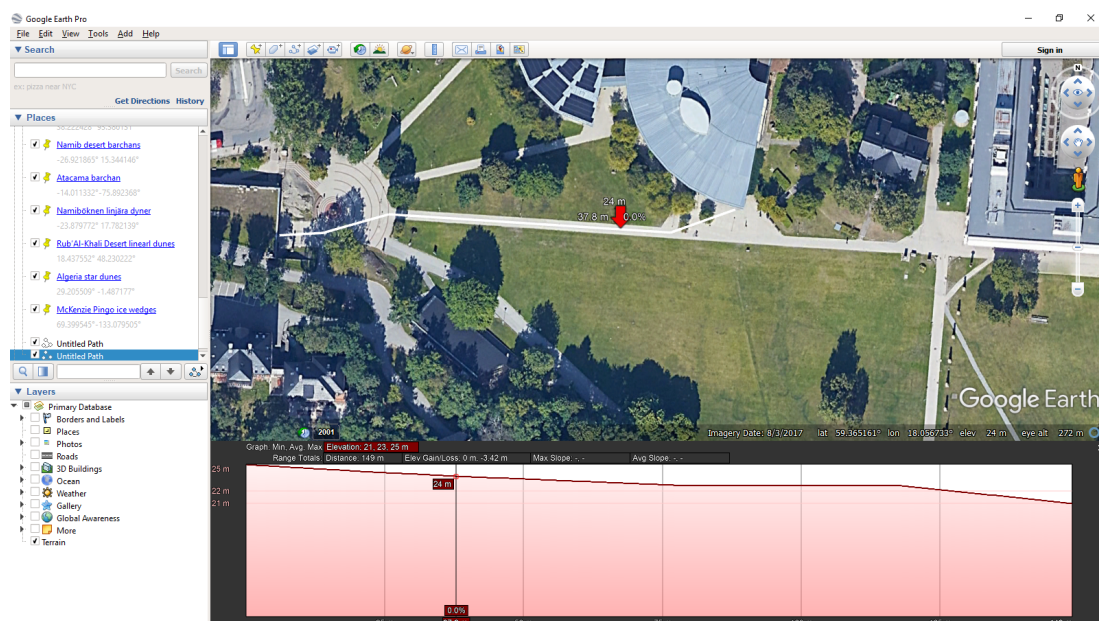 Google Earth Pro
File Edit View Tools Add Help
Search
Sign in
Search
ex: pizza near NYC
Get Directions History
Places
Namib desert barchans
-26.921865° 15.344146°
Atacama barchan
-14.011332°-75.892368°
Namiböknen linjära dyner
-23.879772° 17.782139°
Rub'Al-Khali Desert linearl dunes
18.437552° 48.230222°
Algeria star dunes
29.205509° -1.487177°
McKenzie Pingo ice wedges
69.399545°-133.079505°
Untitled Path
Untitled Path
Layers
Primary Database
Borders and Labels
Places
Photos
Roads
3D Buildings
Ocean
Weather
Gallery
Global Awareness
More
Terrain
N
24 m
37.8 m 0.0%
Google Earth
2001
Imagery Date: 8/3/2017 lat 59.365161° lon 18.056733° elev 24 m eye alt 272 m
Graph: Min, Avg, Max Elevation: 21, 23, 25 m
Range Totals: Distance: 149 m Elev Gain/Loss: 0 m, -3.42 m Max Slope: -, - Avg Slope: -, -
25 m
24 m
22 m
21 m
0.0%